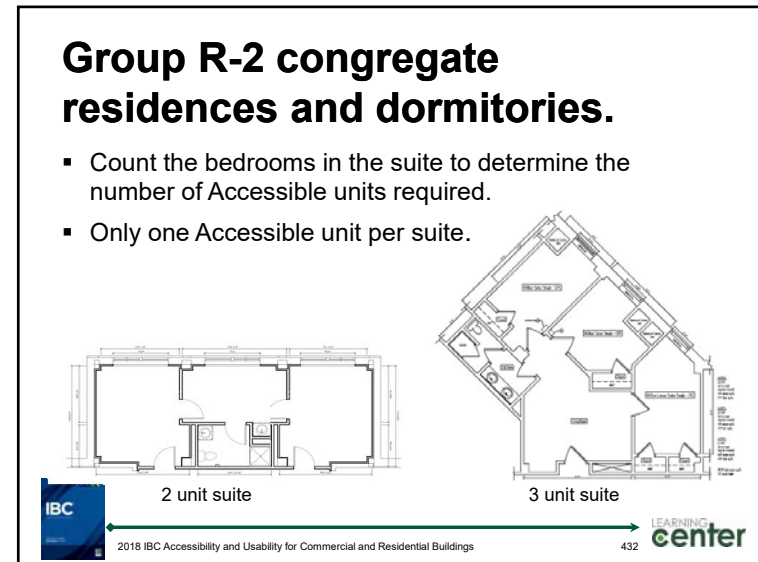 Group R-2 congregate
residences and dormitories.
▪ Count the bedrooms in the suite to determine the
number of Accessible units required.
▪ Only one Accessible unit per suite.
2 unit suite
3 unit suite
IBC
2018 IBC Accessibility and Usability for Commercial and Residential Buildings
432
LEARNING
center